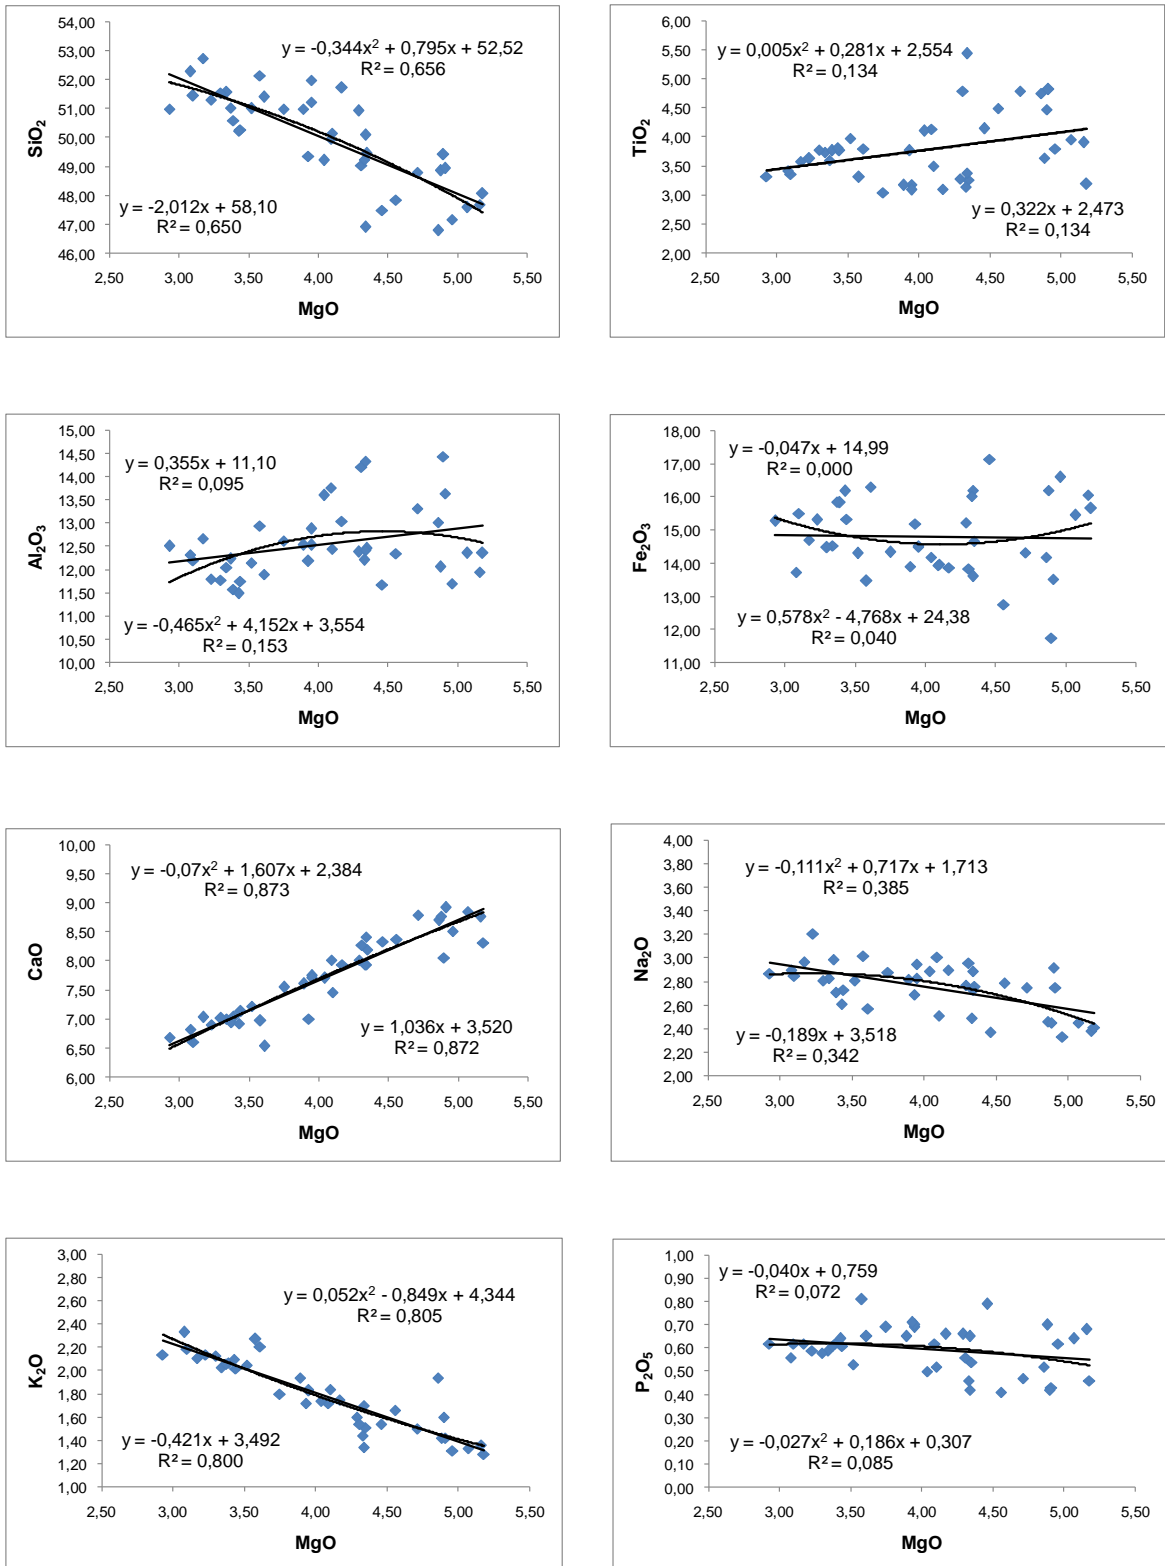 54,00
53,00
52,00
51,00
50,00
49,00
48,00
47,00
46,00
SiO2
y = -0,344x² + 0,795x + 52,52
R² = 0,656
y = -2,012x + 58,10
R² = 0,650
2,50 3,00 3,50 4,00 4,50 5,00 5,50
MgO
6,00
5,50
5,00
4,50
4,00
3,50
3,00
2,50
2,00
TiO2
y = 0,005x² + 0,281x + 2,554
R² = 0,134
y = 0,322x + 2,473
R² = 0,134
2,50 3,00 3,50 4,00 4,50 5,00 5,50
MgO
15,00
14,50
14,00
13,50
13,00
12,50
12,00
11,50
11,00
10,50
10,00
Al2O3
y = 0,355x + 11,10
R² = 0,095
y = -0,465x² + 4,152x + 3,554
R² = 0,153
2,50 3,00 3,50 4,00 4,50 5,00 5,50
MgO
18,00
17,00
16,00
15,00
14,00
13,00
12,00
11,00
Fe2O3
y = -0,047x + 14,99
R² = 0,000
y = 0,578x² - 4,768x + 24,38
R² = 0,040
2,50 3,00 3,50 4,00 4,50 5,00 5,50
MgO
10,00
9,50
9,00
8,50
8,00
7,50
7,00
6,50
6,00
CaO
y = -0,07x² + 1,607x + 2,384
R² = 0,873
y = 1,036x + 3,520
R² = 0,872
2,50 3,00 3,50 4,00 4,50 5,00 5,50
MgO
4,00
3,80
3,60
3,40
3,20
3,00
2,80
2,60
2,40
2,20
2,00
Na2O
y = -0,111x² + 0,717x + 1,713
R² = 0,385
y = -0,189x + 3,518
R² = 0,342
2,50 3,00 3,50 4,00 4,50 5,00 5,50
MgO
3,00
2,80
2,60
2,40
2,20
2,00
1,80
1,60
1,40
1,20
1,00
K2O
y = 0,052x² - 0,849x + 4,344
R² = 0,805
y = -0,421x + 3,492
R² = 0,800
2,50 3,00 3,50 4,00 4,50 5,00 5,50
MgO
1,00
0,90
0,80
0,70
0,60
0,50
0,40
0,30
0,20
0,10
0,00
P2O5
y = -0,040x + 0,759
R² = 0,072
y = -0,027x² + 0,186x + 0,307
R² = 0,085
2,50 3,00 3,50 4,00 4,50 5,00 5,50
MgO